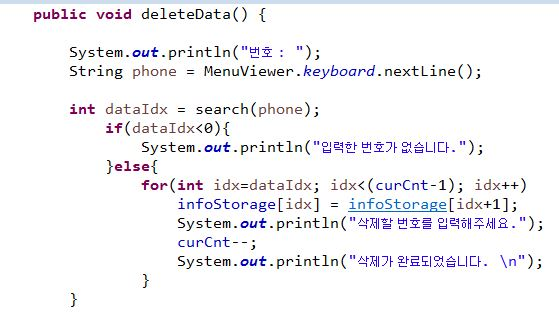 public void deleteData() {
System.out.println("번호 : ");
String phone = MenuViewer.keyboard.nextLine();
int dataIdx = search(phone);
if(dataIdx<0){
System.out.println("입력한 번호가 없습니다.");
}else{
for(int idx=dataIdx; idx<(curCnt-1); idx++)
infoStorage[idx] = infoStorage[idx+1];
System.out.println("삭제할 번호를 입력해주세요.");
curCnt--;
System.out.println("삭제가 완료되었습니다. \n");
}
}